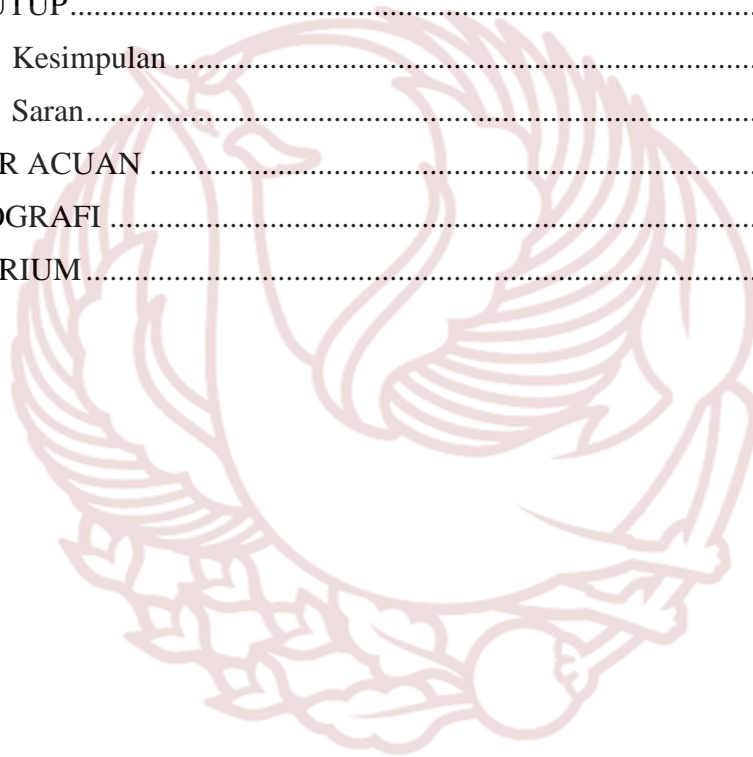 UTUP...............................................................................................
Kesimpulan .................................................................................
Saran............................................................................................
R ACUAN ....................................................................................
OGRAFI ......................................................................................
RIUM...........................................................................................